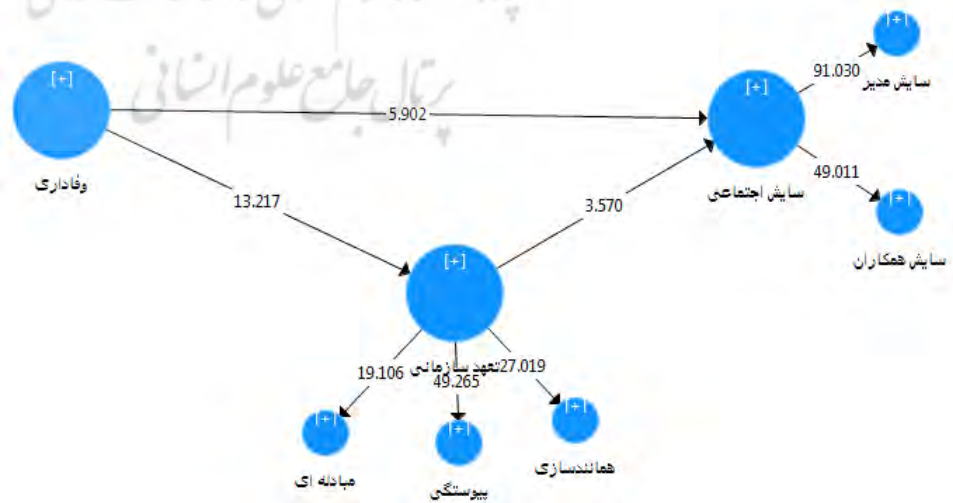 پرتال جامع علوم انسانی
[+]
سایش مدیر
91.030
[+]
[+]
5.902
وفاداری
سایش اجتماعی
49.011
[+]
سایش همکاران
13.217
3.570
[+]
تعهد سازمانی
19.106
49.265
27.019
[+]
[+]
[+]
مبادله ای
پیوستگی
همانندسازی